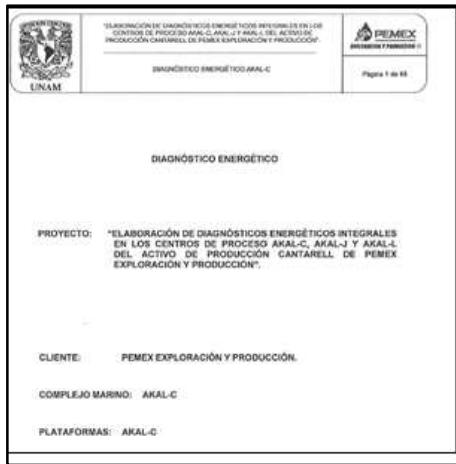 UNAM
"ELABORACIÓN DE DIAGNÓSTICOS ENERGÉTICOS INTEGRALES EN LOS
CENTROS DE PROCESO AKAL-C, AKAL-J Y AKAL-L DEL ACTIVO DE
PRODUCCIÓN CANTARELL DE PEMEX EXPLORACIÓN Y PRODUCCIÓN".
DIAGNÓSTICO ENERGÉTICO AKAL-C
PEMEX
EXPLORACIÓN Y PRODUCCIÓN
Página 1 de
DIAGNÓSTICO ENERGÉTICO
PROYECTO: "ELABORACIÓN DE DIAGNÓSTICOS ENERGÉTICOS INTEGRALES
EN LOS CENTROS DE PROCESO AKAL-C, AKAL-J Y AKAL-L
DEL ACTIVO DE PRODUCCIÓN CANTARELL DE PEMEX
EXPLORACIÓN Y PRODUCCIÓN".
CLIENTE: PEMEX EXPLORACIÓN Y PRODUCCIÓN.
COMPLEJO MARINO: AKAL-C
PLATAFORMAS: AKAL-C